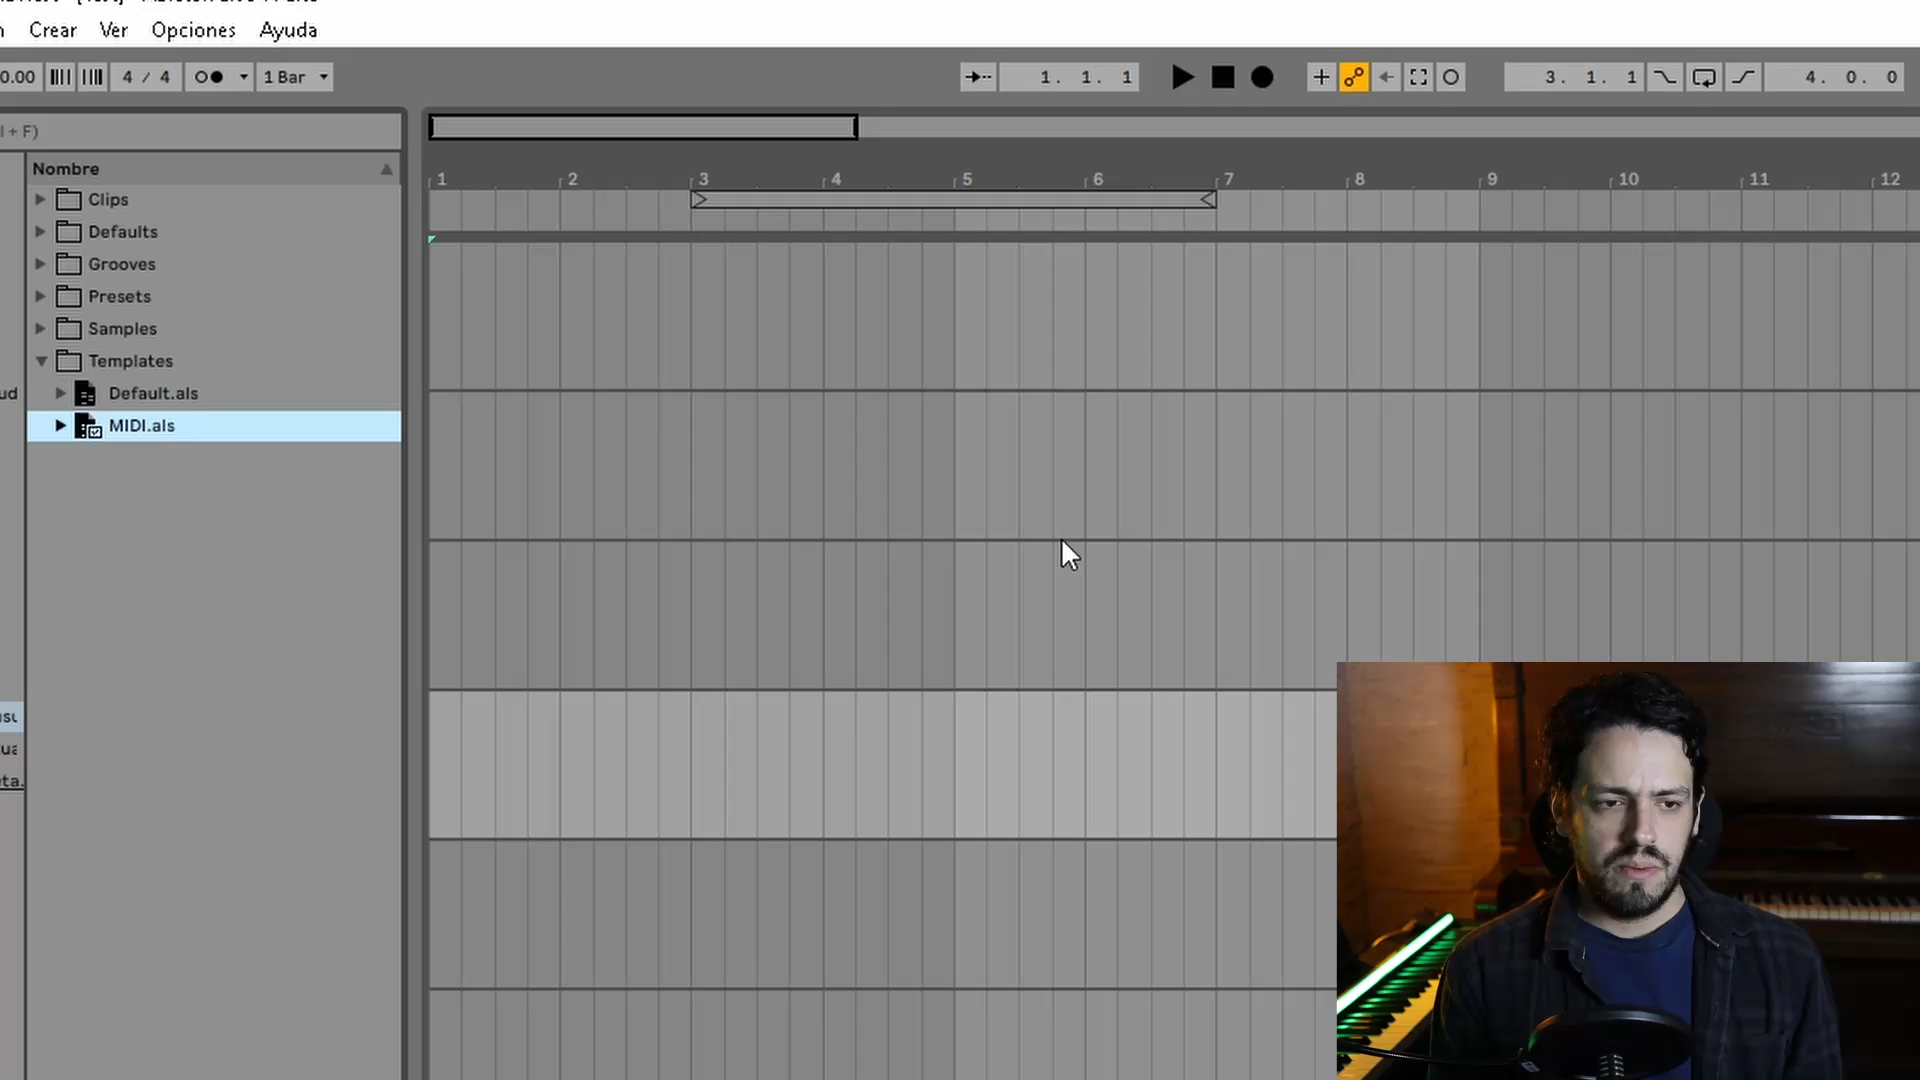 Crear Ver Opciones Ayuda
0.00 4 / 4 1 Bar 1. 1. 1 3. 1. 1 4. 0. 0
l + F)
Nombre
1 2 3 4 5 6 7 8 9 10 11 12
Clips
Defaults
Grooves
Presets
Samples
Templates
Default.als
MIDI.als